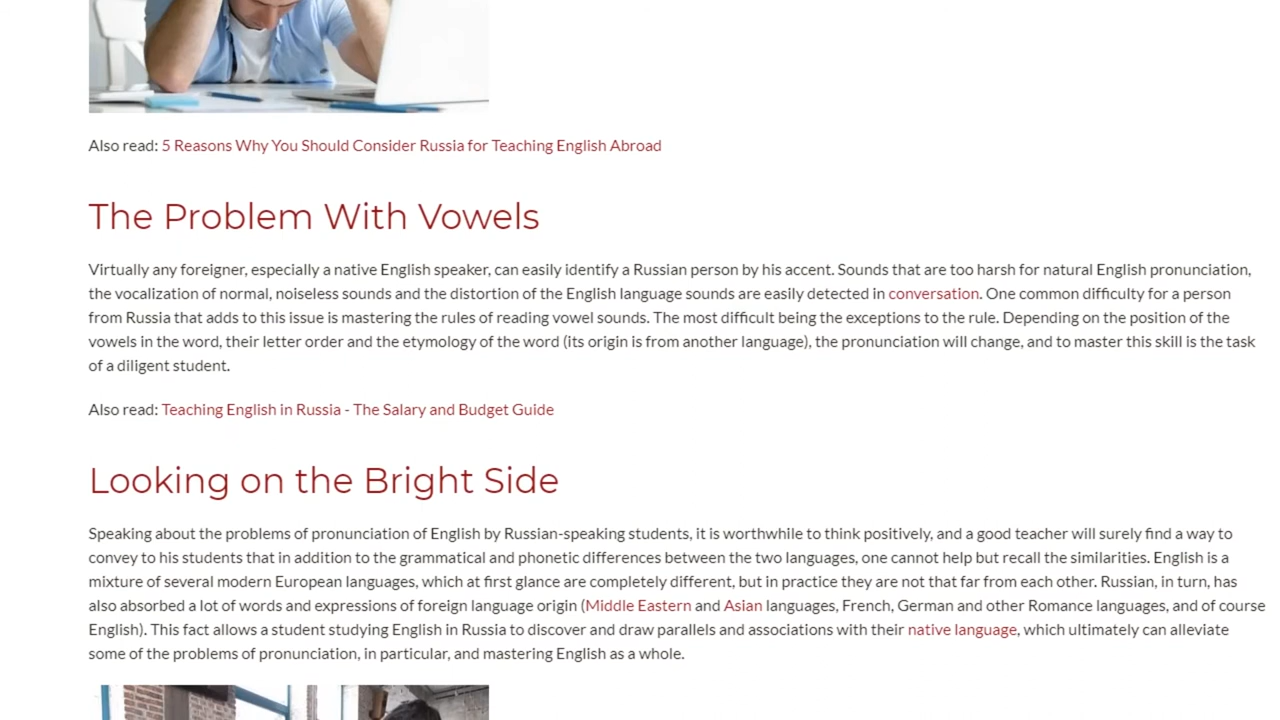 Also read: 5 Reasons Why You Should Consider Russia for Teaching English Abroad
The Problem With Vowels
Virtually any foreigner, especially a native English speaker, can easily identify a Russian person by his accent. Sounds that are too harsh for natural English pronunciation,
the vocalization of normal, noiseless sounds and the distortion of the English language sounds are easily detected in conversation. One common difficulty for a person
from Russia that adds to this issue is mastering the rules of reading vowel sounds. The most difficult being the exceptions to the rule. Depending on the position of the
vowels in the word, their letter order and the etymology of the word (its origin is from another language), the pronunciation will change, and to master this skill is the task
of a diligent student.
Also read: Teaching English in Russia - The Salary and Budget Guide
Looking on the Bright Side
Speaking about the problems of pronunciation of English by Russian-speaking students, it is worthwhile to think positively, and a good teacher will surely find a way to
convey to his students that in addition to the grammatical and phonetic differences between the two languages, one cannot help but recall the similarities. English is a
mixture of several modern European languages, which at first glance are completely different, but in practice they are not that far from each other. Russian, in turn, has
also absorbed a lot of words and expressions of foreign language origin (Middle Eastern and Asian languages, French, German and other Romance languages, and of course
English). This fact allows a student studying English in Russia to discover and draw parallels and associations with their native language, which ultimately can alleviate
some of the problems of pronunciation, in particular, and mastering English as a whole.